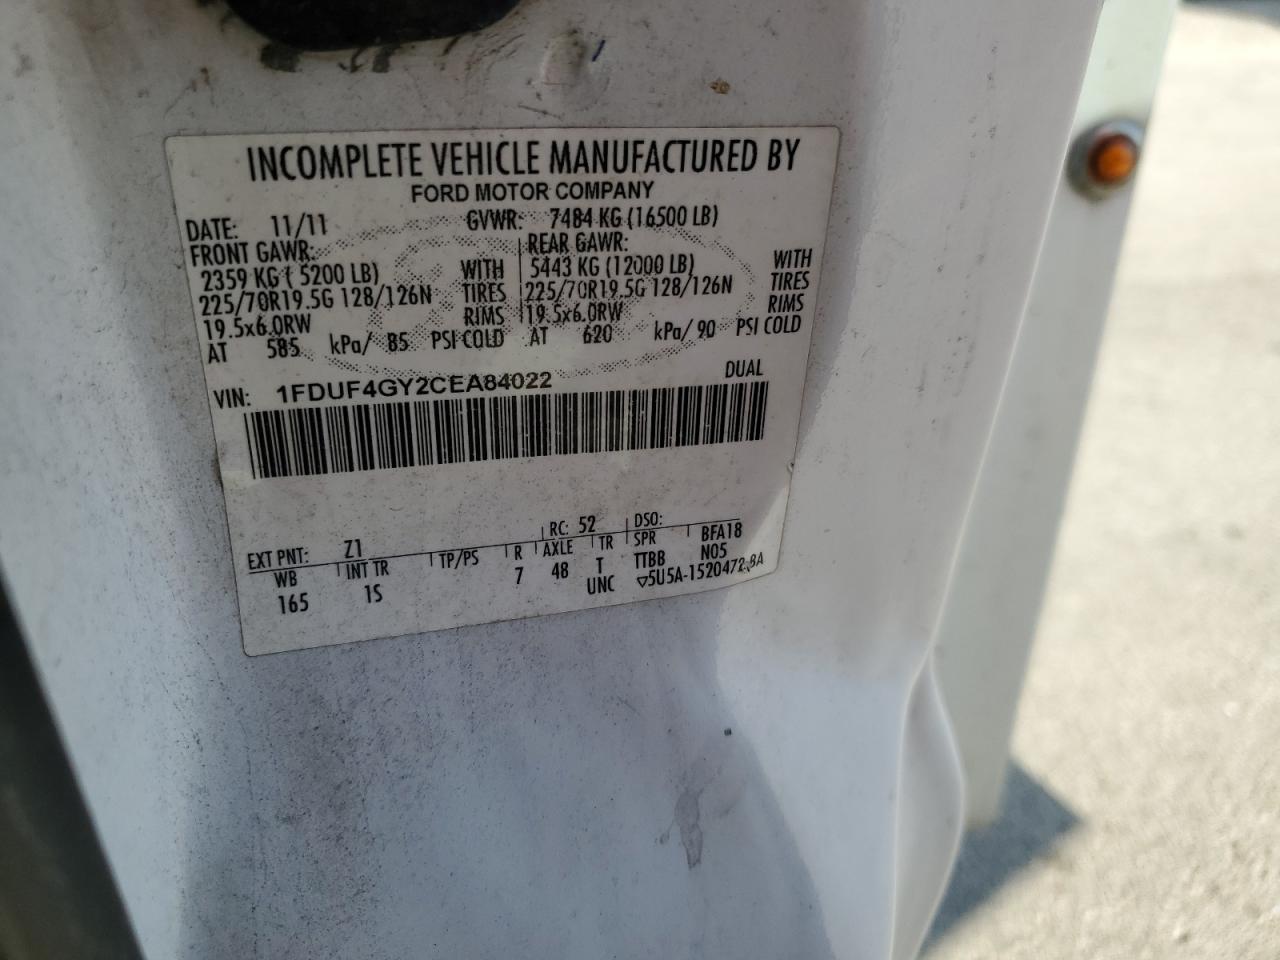 INCOMPLETE VEHICLE MANUFACTURED BY
FORD MOTOR COMPANY
DATE: 11/11 GVWR: 7484 KG (16500 LB)
FRONT GAWR: REAR GAWR:
2359 KG ( 5200 LB) WITH 5443 KG (12000 LB) WITH
225/70R19.5G 128/126N TIRES 225/70R19.5G 128/126N TIRES
19.5x6.0RW RIMS 19.5x6.0RW RIMS
AT 585 kPa/ 85 PSI COLD AT 620 kPa/ 90 PSI COLD
VIN: 1FDUF4GY2CEA84022 DUAL
EXT PNT: Z1 RC: 52 DSO:
WB INT TR TP/PS R AXLE TR SPR BFA18
165 1S 7 48 T TTBB N05
UNC ▽5U5A-1520472-BA